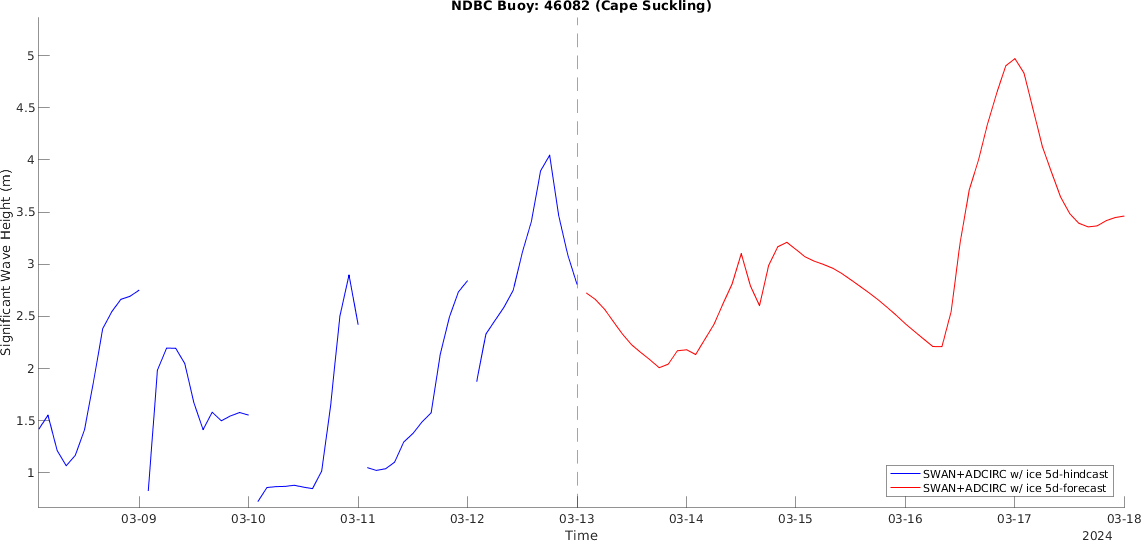 NDBC Buoy: 46082 (Cape Suckling)
Significant Wave Height (m)
5
4.5
4
3.5
3
2.5
2
1.5
1
SWAN+ADCIRC w/ ice 5d-hindcast
SWAN+ADCIRC w/ ice 5d-forecast
03-09 03-10 03-11 03-12 03-13 03-14 03-15 03-16 03-17 03-18
Time
2024